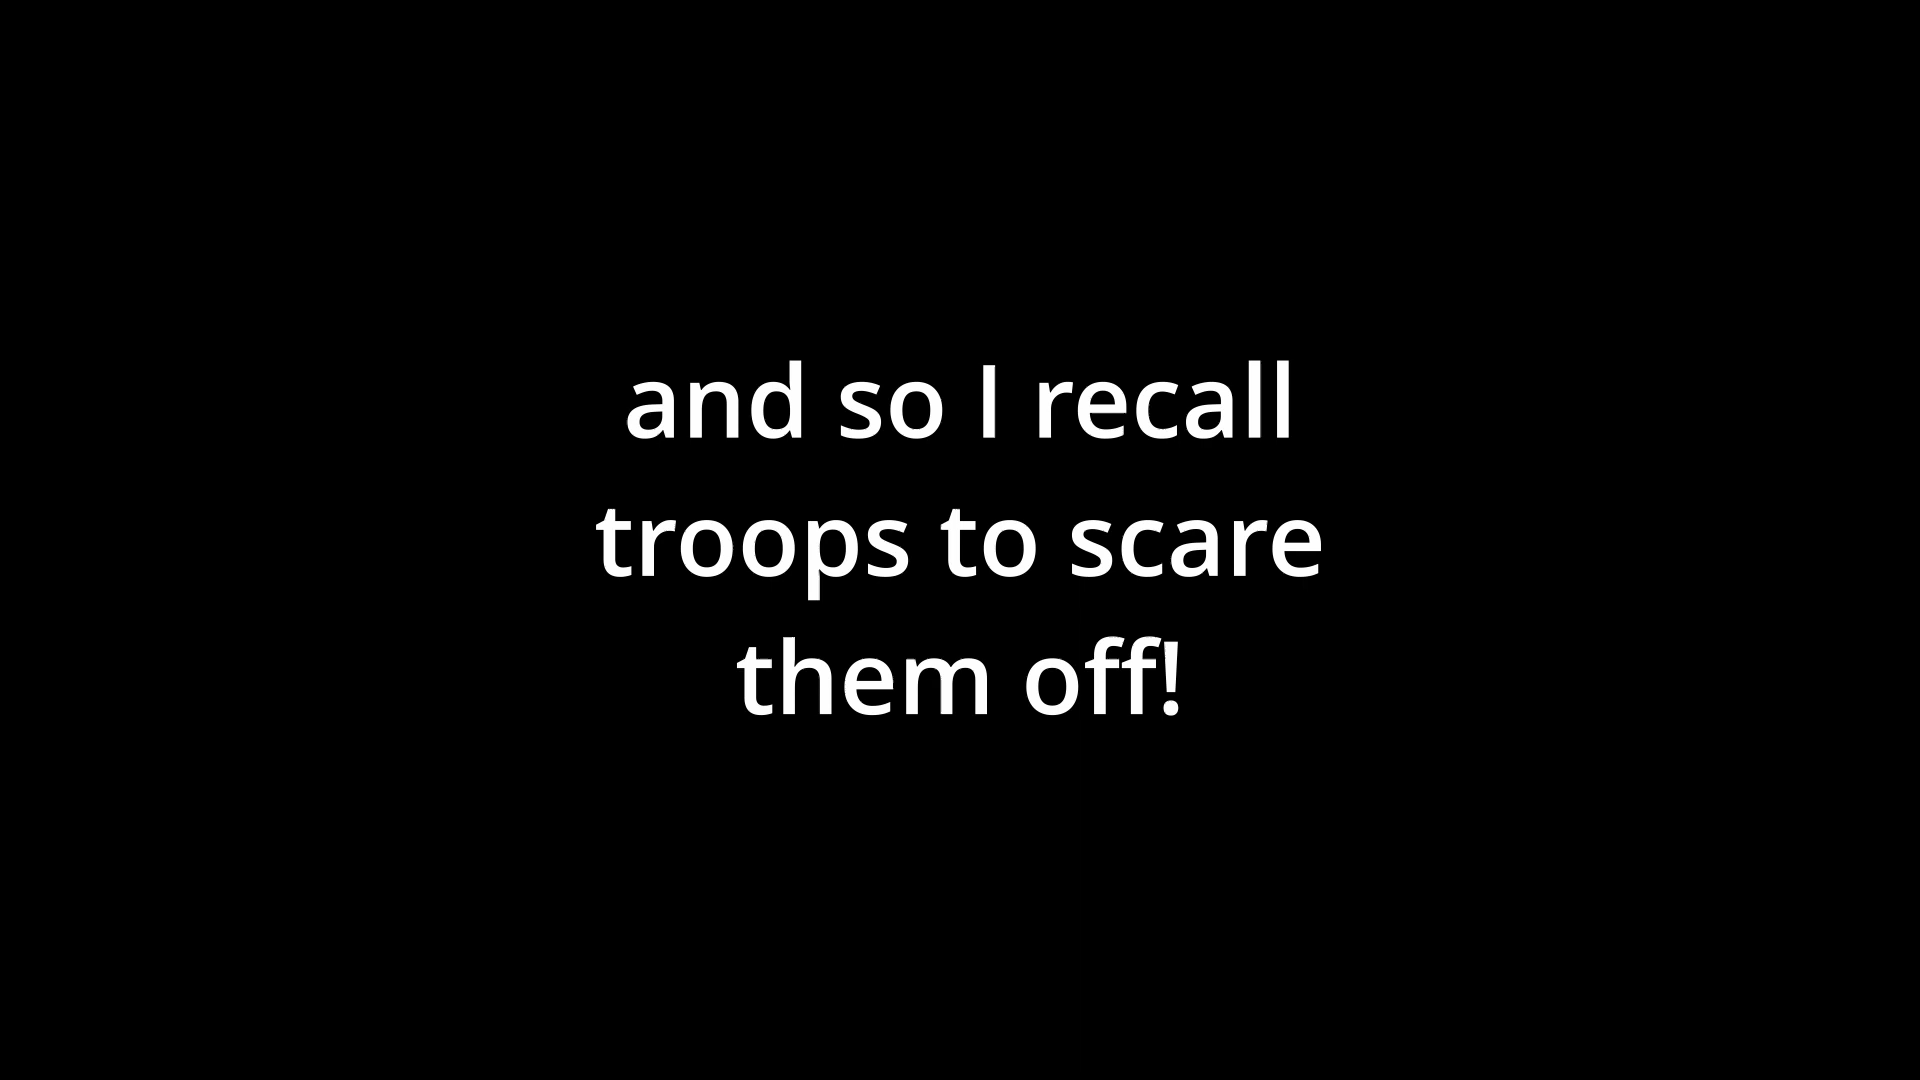 and so I recall
troops to scare
them off!